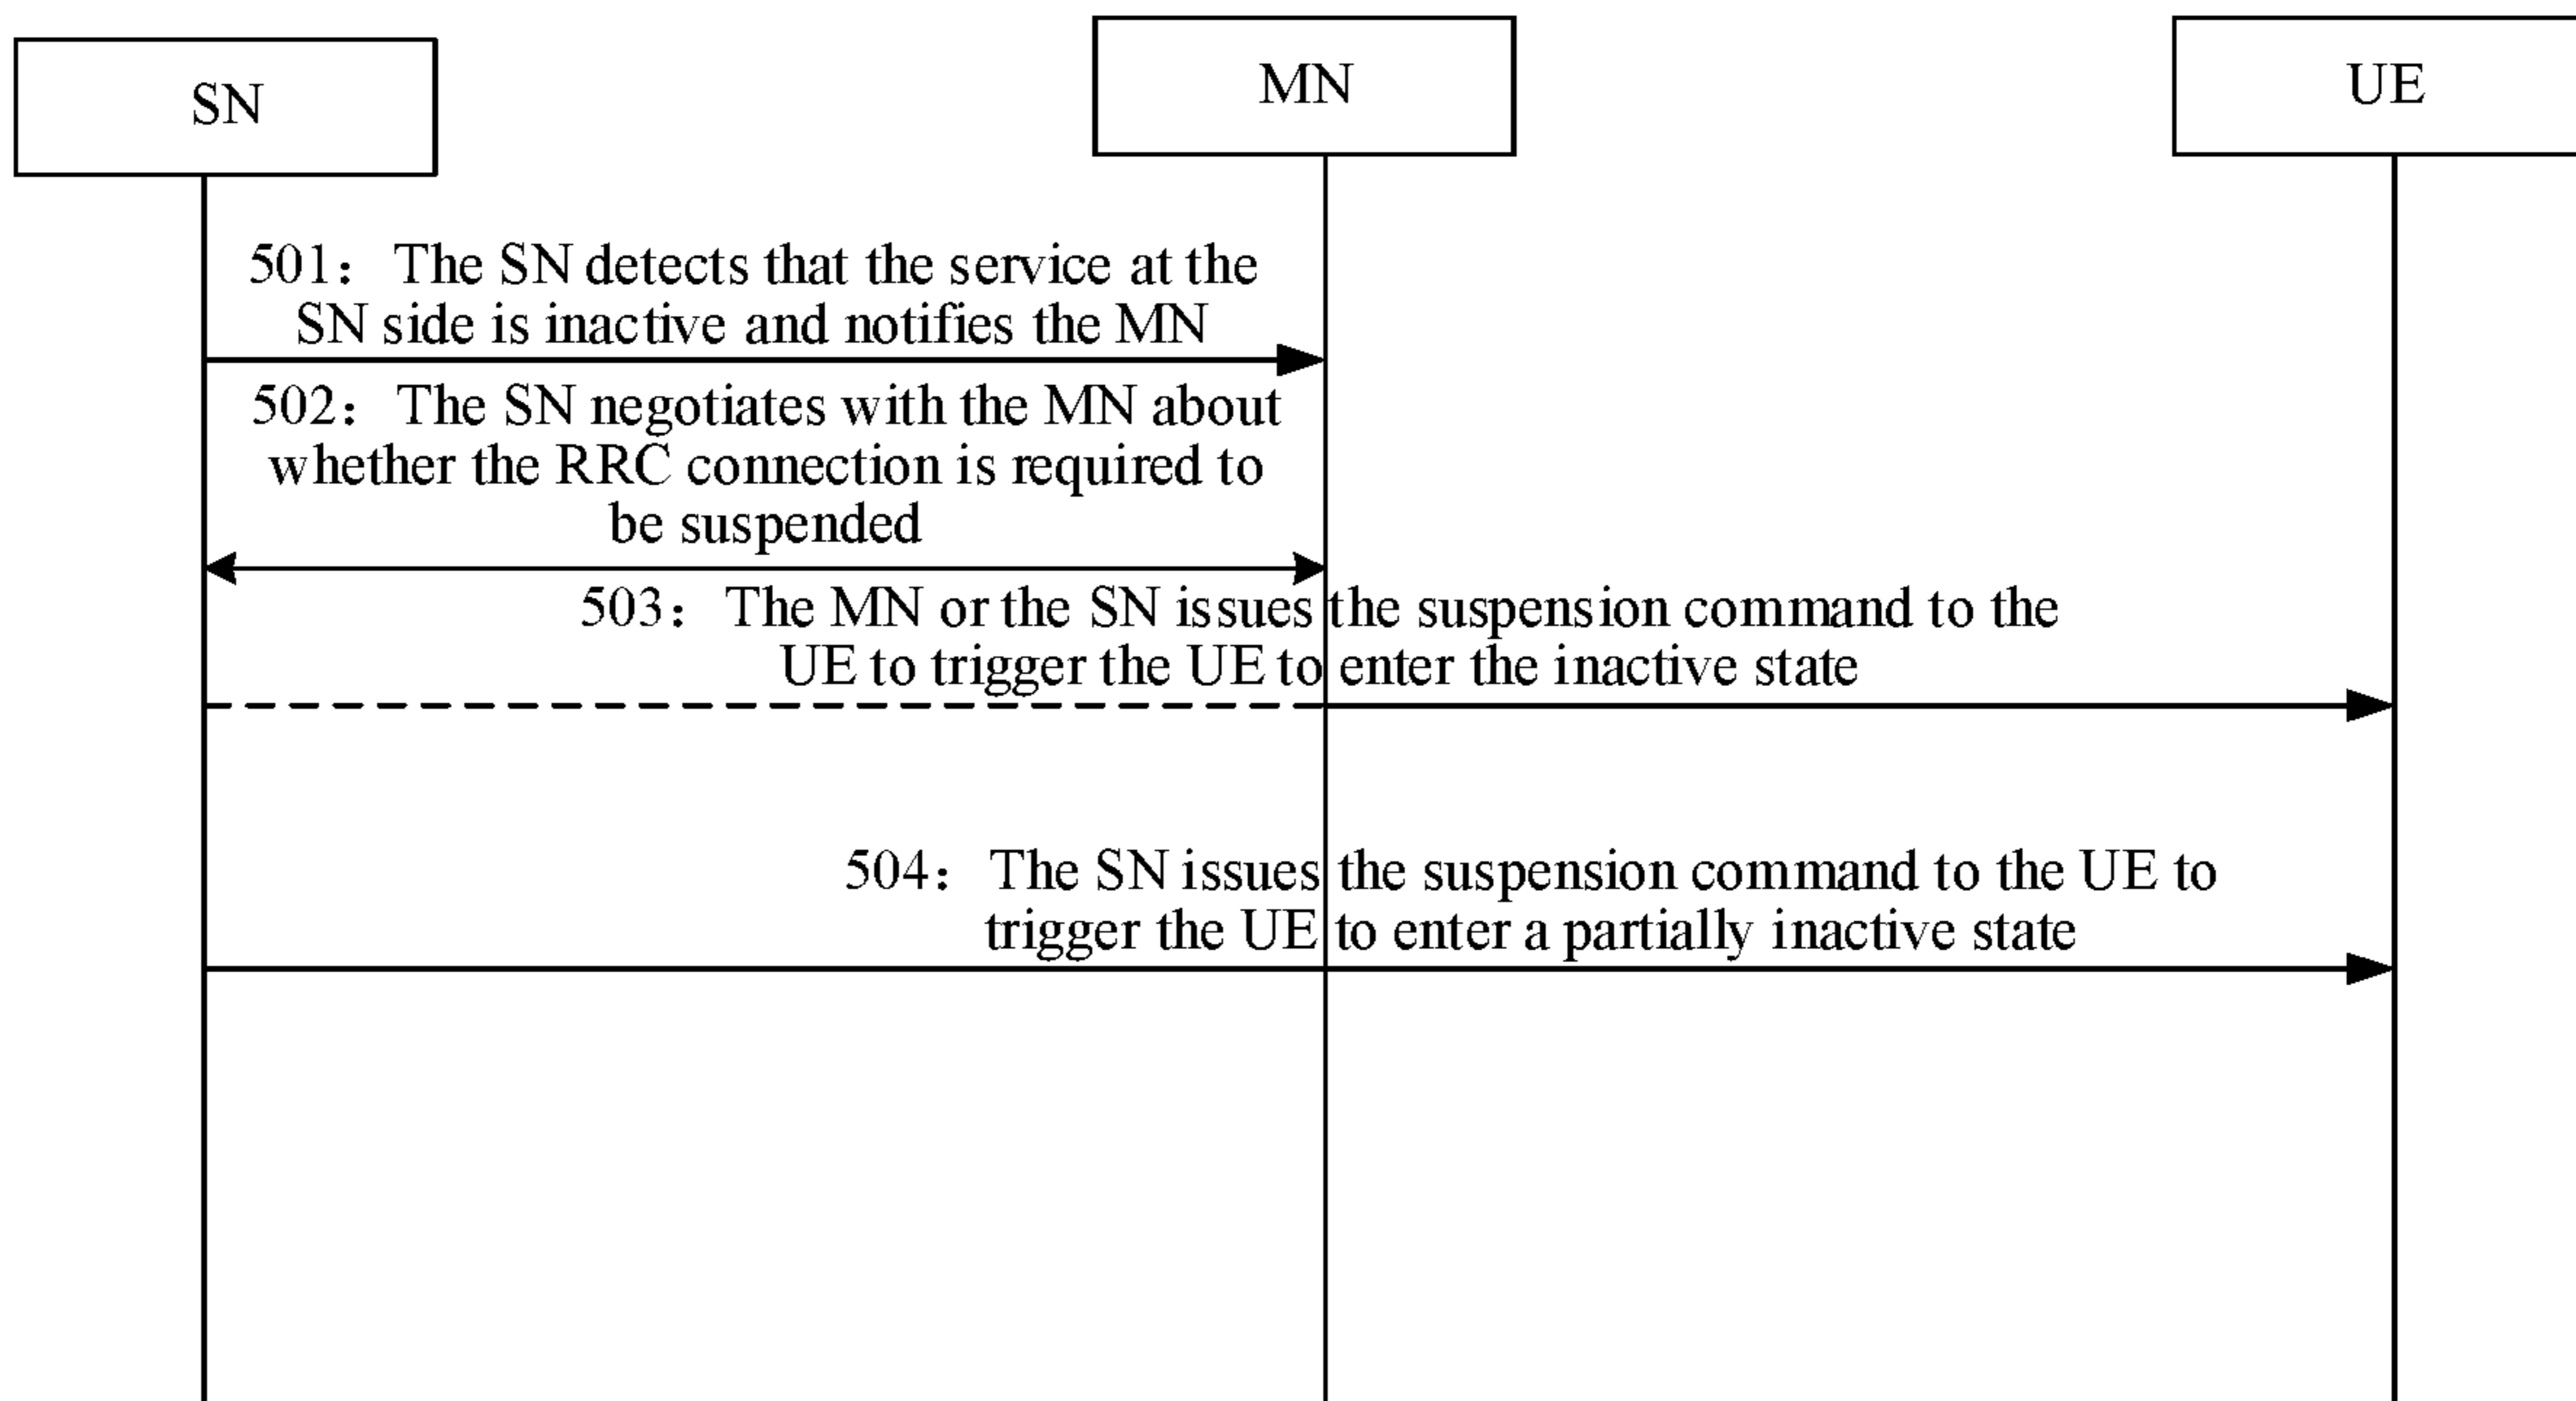 SN
MN
UE
501：The SN detects that the service at the
SN side is inactive and notifies the MN
502：The SN negotiates with the MN about
whether the RRC connection is required to
be suspended
503：The MN or the SN issues the suspension command to the
UE to trigger the UE to enter the inactive state
504：The SN issues the suspension command to the UE to
trigger the UE to enter a partially inactive state